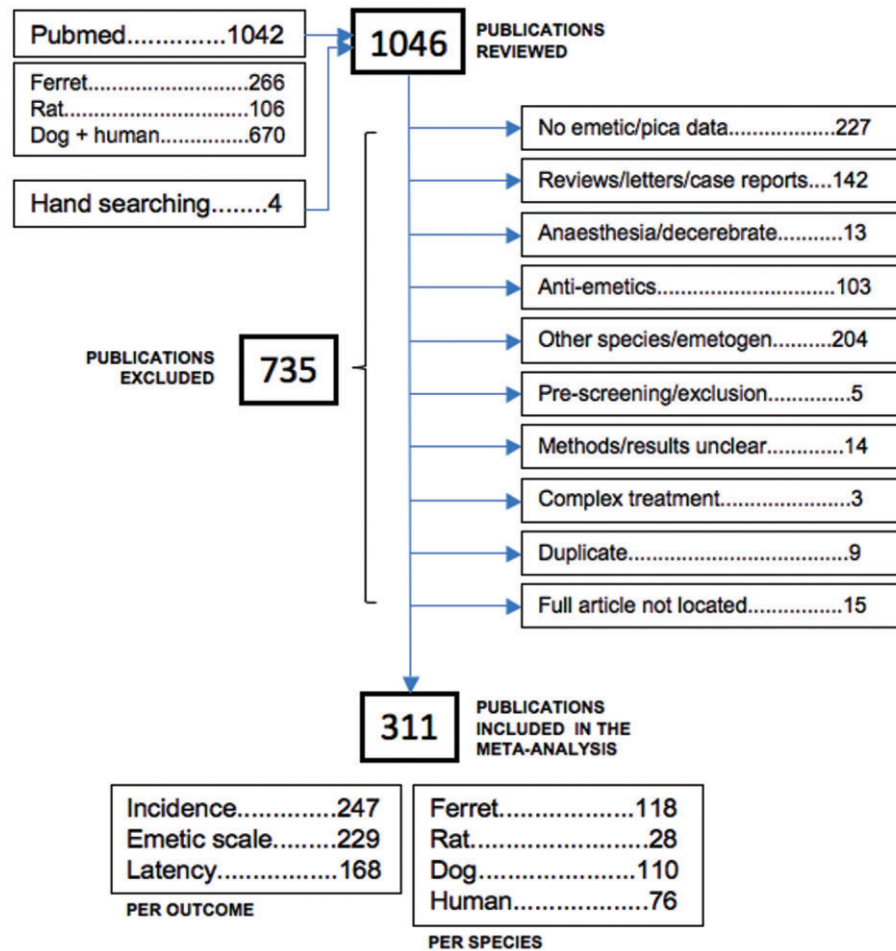 Pubmed..............1042
Ferret.............................266
Rat..................................106
Dog + human................670
Hand searching........4
1046
PUBLICATIONS
REVIEWED
No emetic/pica data....................227
Reviews/letters/case reports....142
Anaesthesia/decerebrate...........13
Anti-emetics.................................103
Other species/emetogen...........204
Pre-screening/exclusion..............5
Methods/results unclear..............14
Complex treatment......................3
Duplicate.....................................9
Full article not located................15
PUBLICATIONS
EXCLUDED
735
311
PUBLICATIONS
INCLUDED IN THE
META-ANALYSIS
Incidence..............247
Emetic scale.........229
Latency.................168
PER OUTCOME
Ferret...................118
Rat.........................28
Dog......................110
Human...................76
PER SPECIES